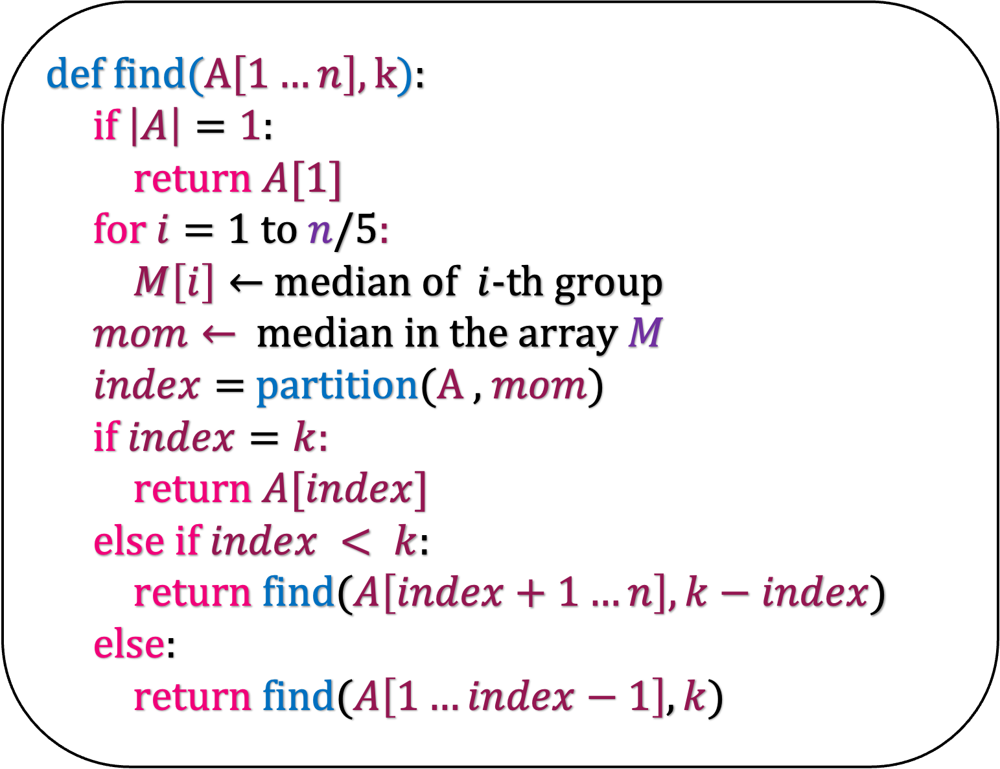 def find(A[1 … n], k):
if |A| = 1:
return A[1]
for i = 1 to n/5:
M[i] ← median of i-th group
mom ← median in the array M
index = partition(A , mom)
if index = k:
return A[index]
else if index < k:
return find(A[index + 1 … n], k − index)
else:
return find(A[1 … index − 1], k)